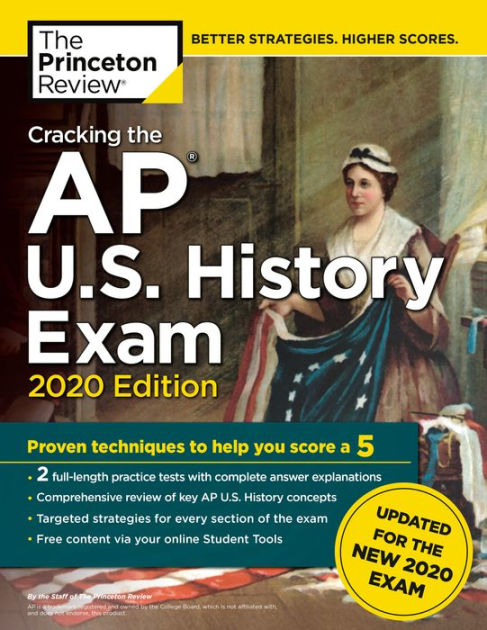 The
Princeton
Review®
BETTER STRATEGIES. HIGHER SCORES.
Cracking the
AP®
U.S. History
Exam
2020 Edition
Proven techniques to help you score a 5
• 2 full-length practice tests with complete answer explanations
• Comprehensive review of key AP U.S. History concepts
• Targeted strategies for every section of the exam
• Free content via your online Student Tools
UPDATED
FOR THE
NEW 2020
EXAM
By the Staff of The Princeton Review
AP is a trademark registered and owned by the College Board, which is not affiliated with,
and does not endorse, this product.